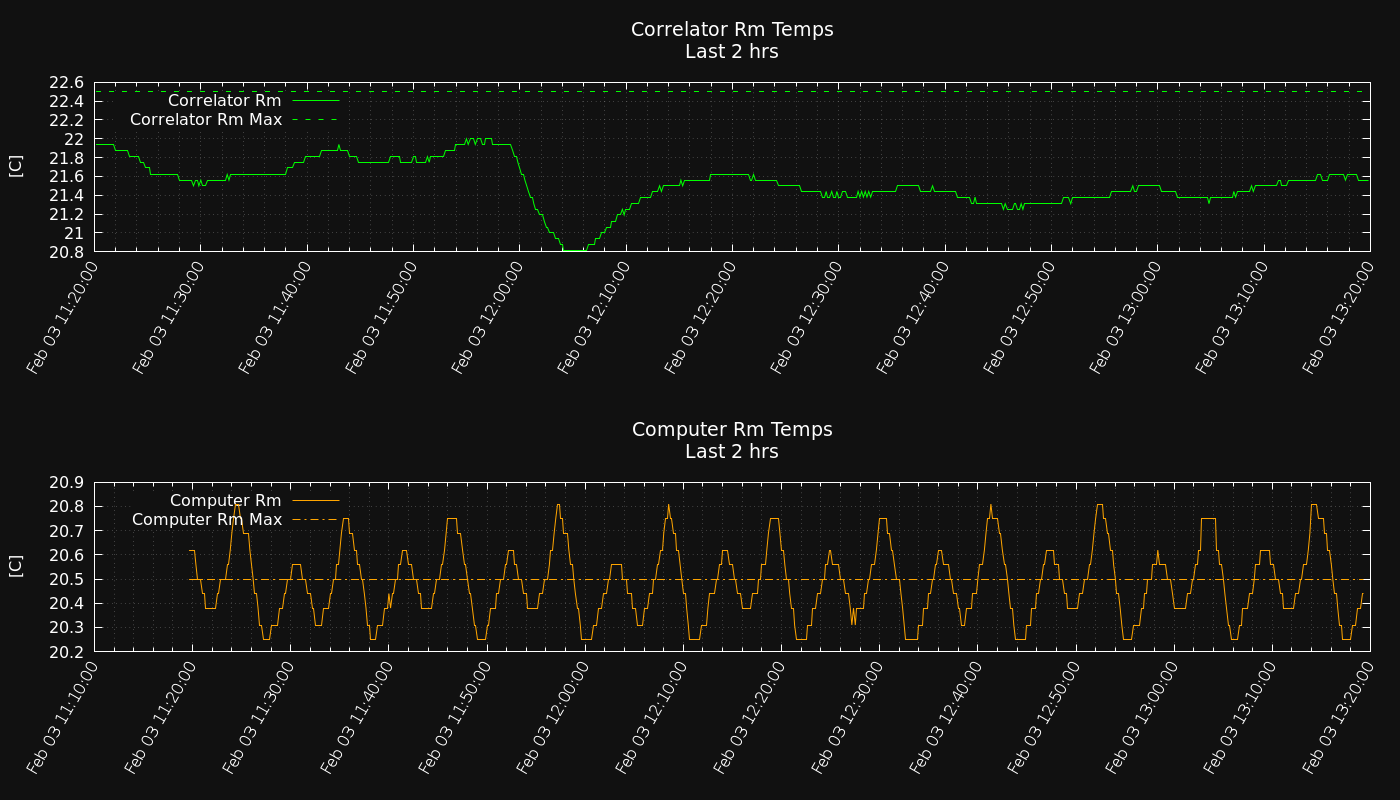 Correlator Rm Temps
Last 2 hrs
[C]
22.6
22.4
22.2
22
21.8
21.6
21.4
21.2
21
20.8
Correlator Rm
Correlator Rm Max
Feb 03 11:20:00
Feb 03 11:30:00
Feb 03 11:40:00
Feb 03 11:50:00
Feb 03 12:00:00
Feb 03 12:10:00
Feb 03 12:20:00
Feb 03 12:30:00
Feb 03 12:40:00
Feb 03 12:50:00
Feb 03 13:00:00
Feb 03 13:10:00
Feb 03 13:20:00
Computer Rm Temps
Last 2 hrs
[C]
20.9
20.8
20.7
20.6
20.5
20.4
20.3
20.2
Computer Rm
Computer Rm Max
Feb 03 11:10:00
Feb 03 11:20:00
Feb 03 11:30:00
Feb 03 11:40:00
Feb 03 11:50:00
Feb 03 12:00:00
Feb 03 12:10:00
Feb 03 12:20:00
Feb 03 12:30:00
Feb 03 12:40:00
Feb 03 12:50:00
Feb 03 13:00:00
Feb 03 13:10:00
Feb 03 13:20:00